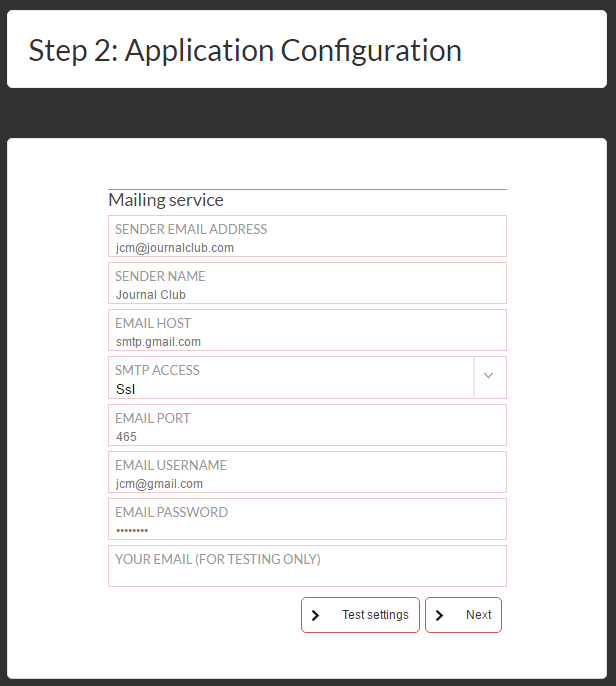 Step 2: Application Configuration
Mailing service
SENDER EMAIL ADDRESS
jcm@journalclub.com
SENDER NAME
Journal Club
EMAIL HOST
smtp.gmail.com
SMTP ACCESS
Ssl
EMAIL PORT
465
EMAIL USERNAME
jcm@gmail.com
EMAIL PASSWORD
••••••••
YOUR EMAIL (FOR TESTING ONLY)
Test settings
Next